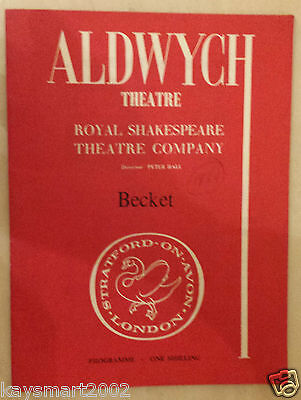 ALDWYCH
THEATRE
ROYAL SHAKESPEARE
THEATRE COMPANY
Director PETER HALL
Becket
STRATFORD-ON-AVON
·LONDON·
PROGRAMME · ONE SHILLING
kaysmart2002